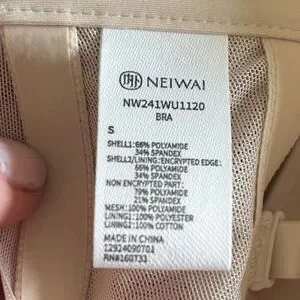 NEIWAI
NW241WU1120
BRA
S
SHELL1:66% POLYAMIDE
34% SPANDEX
SHELL2/LINING:ENCRYPTED EDGE:
66% POLYAMIDE
34% SPANDEX
NON ENCRYPTED PART:
79% POLYAMIDE
21% SPANDEX
MESH:100% POLYAMIDE
LINING1:100% POLYESTER
LINING2:100% COTTON
MADE IN CHINA
12924090701
RN#160733